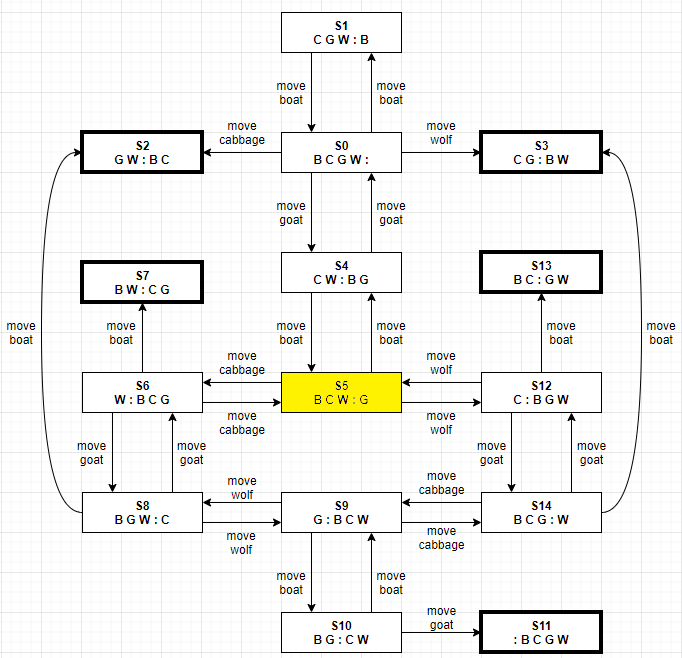 S1
C G W : B
move
boat
move
boat
S2
G W : B C
move
cabbage
S0
B C G W :
move
wolf
S3
C G : B W
move
goat
move
goat
S7
B W : C G
S4
C W : B G
S13
B C : G W
move
boat
move
boat
move
boat
move
boat
move
boat
move
boat
move
cabbage
move
wolf
S6
W : B C G
S5
B C W : G
S12
C : B G W
move
cabbage
move
wolf
move
goat
move
goat
move
goat
move
goat
move
wolf
move
cabbage
S8
B G W : C
S9
G : B C W
S14
B C G : W
move
wolf
move
cabbage
move
boat
move
boat
S10
B G : C W
move
goat
S11
: B C G W